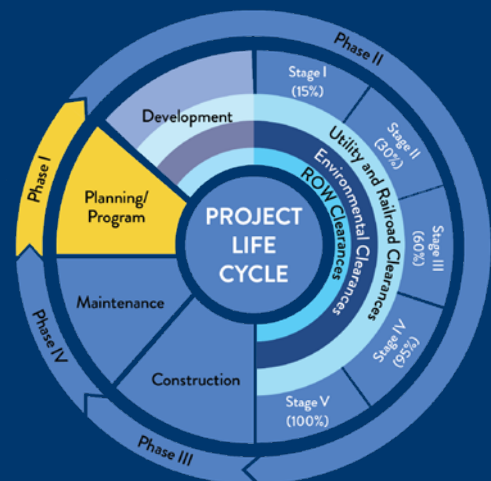 PROJECT
LIFE
CYCLE
Phase I
Planning/
Program
Phase II
Development
Stage I
(15%)
Stage II
(30%)
Stage III
(60%)
Stage IV
(95%)
Stage V
(100%)
Utility and Railroad Clearances
Environmental Clearances
ROW Clearances
Phase III
Construction
Phase IV
Maintenance